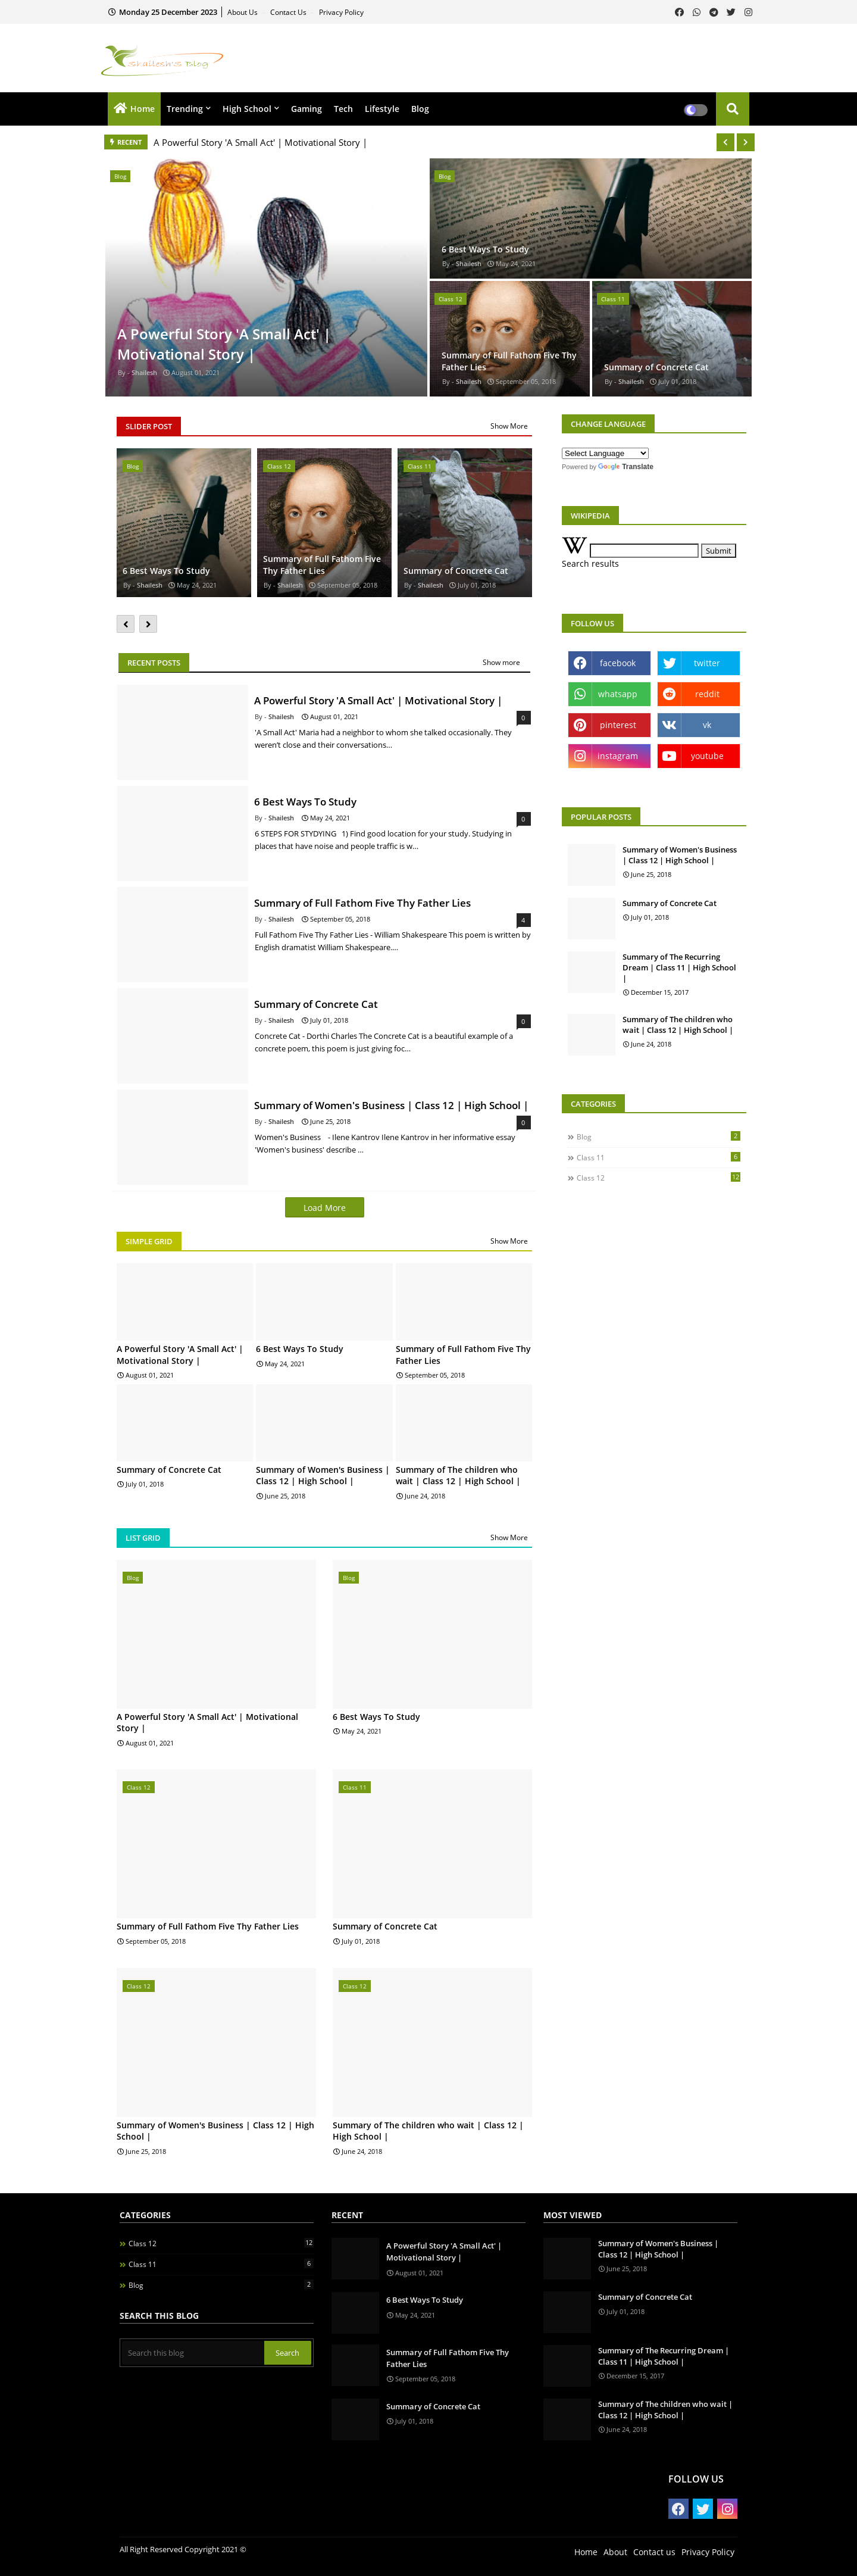 Monday 25 December 2023 About Us Contact Us Privacy Policy
Shailesh's Blog
Home Trending High School Gaming Tech Lifestyle Blog
RECENT A Powerful Story 'A Small Act' | Motivational Story |
Blog
A Powerful Story 'A Small Act' |
Motivational Story |
By - Shailesh August 01, 2021
Blog
6 Best Ways To Study
By - Shailesh May 24, 2021
Class 12
Summary of Full Fathom Five Thy
Father Lies
By - Shailesh September 05, 2018
Class 11
Summary of Concrete Cat
By - Shailesh July 01, 2018
SLIDER POST Show More
Blog
6 Best Ways To Study
By - Shailesh May 24, 2021
Class 12
Summary of Full Fathom Five
Thy Father Lies
By - Shailesh September 05, 2018
Class 11
Summary of Concrete Cat
By - Shailesh July 01, 2018
RECENT POSTS Show more
A Powerful Story 'A Small Act' | Motivational Story |
By - Shailesh August 01, 2021 0
'A Small Act' Maria had a neighbor to whom she talked occasionally. They
weren't close and their conversations…
6 Best Ways To Study
By - Shailesh May 24, 2021 0
6 STEPS FOR STYDYING 1) Find good location for your study. Studying in
places that have noise and people traffic is w…
Summary of Full Fathom Five Thy Father Lies
By - Shailesh September 05, 2018 4
Full Fathom Five Thy Father Lies - William Shakespeare This poem is written by
English dramatist William Shakespeare.…
Summary of Concrete Cat
By - Shailesh July 01, 2018 0
Concrete Cat - Dorthi Charles The Concrete Cat is a beautiful example of a
concrete poem, this poem is just giving foc…
Summary of Women's Business | Class 12 | High School |
By - Shailesh June 25, 2018 0
Women's Business - Ilene Kantrov Ilene Kantrov in her informative essay
'Women's business' describe …
Load More
SIMPLE GRID Show More
A Powerful Story 'A Small Act' |
Motivational Story |
August 01, 2021
6 Best Ways To Study
May 24, 2021
Summary of Full Fathom Five Thy
Father Lies
September 05, 2018
Summary of Concrete Cat
July 01, 2018
Summary of Women's Business |
Class 12 | High School |
June 25, 2018
Summary of The children who
wait | Class 12 | High School |
June 24, 2018
LIST GRID Show More
Blog
A Powerful Story 'A Small Act' | Motivational
Story |
August 01, 2021
Blog
6 Best Ways To Study
May 24, 2021
Class 12
Summary of Full Fathom Five Thy Father Lies
September 05, 2018
Class 11
Summary of Concrete Cat
July 01, 2018
Class 12
Summary of Women's Business | Class 12 | High
School |
June 25, 2018
Class 12
Summary of The children who wait | Class 12 |
High School |
June 24, 2018
CHANGE LANGUAGE
Select Language
Powered by Google Translate
WIKIPEDIA
W Submit
Search results
FOLLOW US
facebook twitter
whatsapp reddit
pinterest vk
instagram youtube
POPULAR POSTS
Summary of Women's Business
| Class 12 | High School |
June 25, 2018
Summary of Concrete Cat
July 01, 2018
Summary of The Recurring
Dream | Class 11 | High School
|
December 15, 2017
Summary of The children who
wait | Class 12 | High School |
June 24, 2018
CATEGORIES
Blog 2
Class 11 6
Class 12 12
CATEGORIES
Class 12 12
Class 11 6
Blog 2
SEARCH THIS BLOG
Search this blog Search
RECENT
A Powerful Story 'A Small Act' |
Motivational Story |
August 01, 2021
6 Best Ways To Study
May 24, 2021
Summary of Full Fathom Five Thy
Father Lies
September 05, 2018
Summary of Concrete Cat
July 01, 2018
MOST VIEWED
Summary of Women's Business |
Class 12 | High School |
June 25, 2018
Summary of Concrete Cat
July 01, 2018
Summary of The Recurring Dream |
Class 11 | High School |
December 15, 2017
Summary of The children who wait |
Class 12 | High School |
June 24, 2018
FOLLOW US
All Right Reserved Copyright 2021 ©
Home About Contact us Privacy Policy